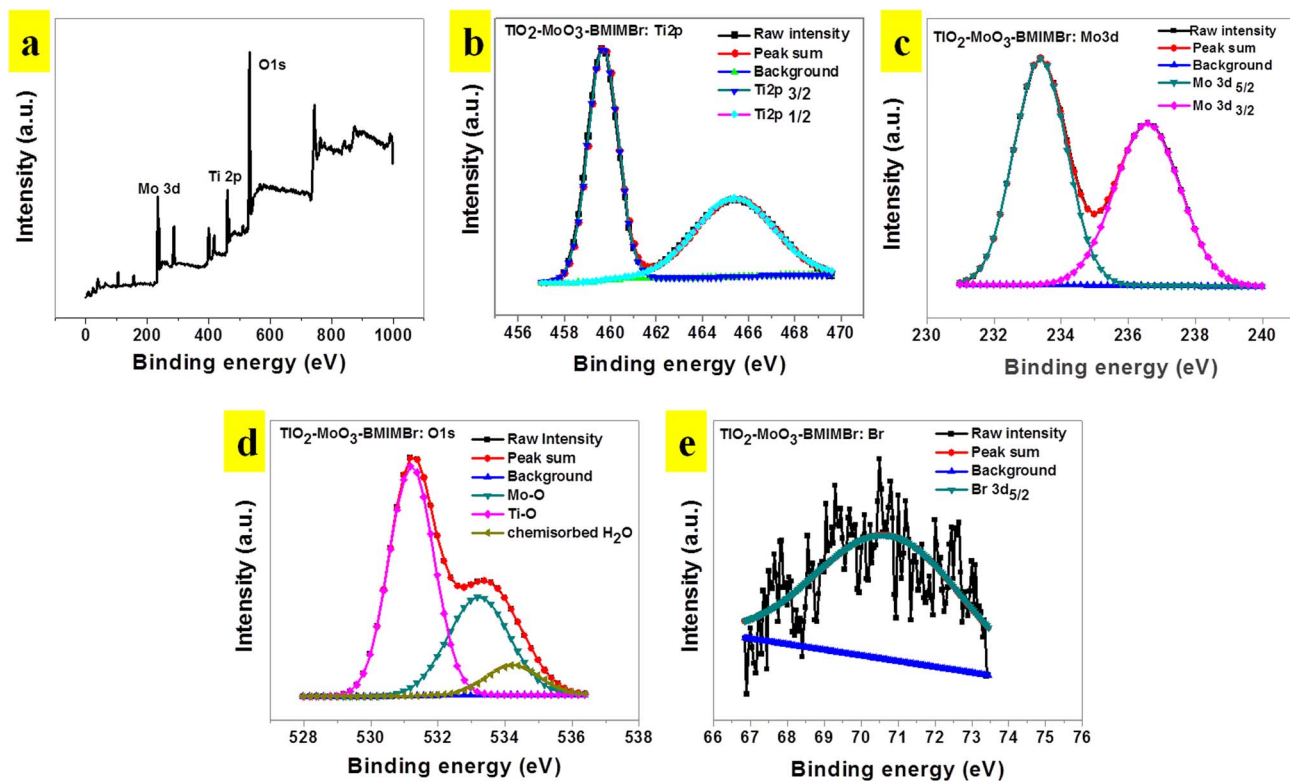 a
O1s
Mo 3d
Ti 2p
Intensity (a.u.)
0 200 400 600 800 1000
Binding energy (eV)
b
TIO2-MoO3-BMIMBr: Ti2p
Raw intensity
Peak sum
Background
Ti2p 3/2
Ti2p 1/2
Intensity (a.u.)
456 458 460 462 464 466 468 470
Binding energy (eV)
c
TIO2-MoO3-BMIMBr: Mo3d
Raw intensity
Peak sum
Background
Mo 3d 5/2
Mo 3d 3/2
Intensity (a.u.)
230 232 234 236 238 240
Binding energy (eV)
d
TIO2-MoO3-BMIMBr: O1s
Raw Intensity
Peak sum
Background
Mo-O
Ti-O
chemisorbed H2O
Intensity (a.u.)
528 530 532 534 536 538
Binding energy (eV)
e
TIO2-MoO3-BMIMBr: Br
Raw intensity
Peak sum
Background
Br 3d5/2
Intensity (a.u.)
66 67 68 69 70 71 72 73 74 75 76
Binding energy (eV)